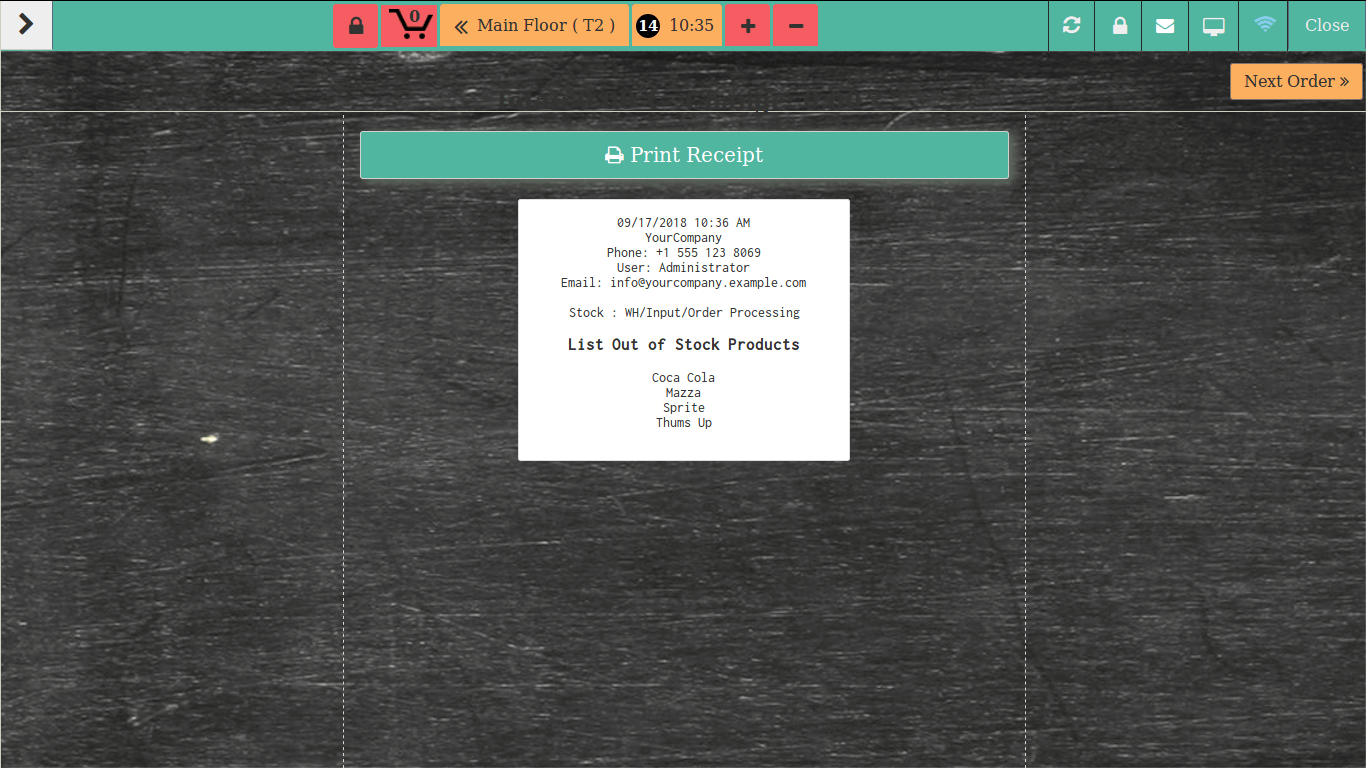 0
Main Floor ( T2 )
14 10:35
Close
Next Order
Print Receipt
09/17/2018 10:36 AM
YourCompany
Phone: +1 555 123 8069
User: Administrator
Email: info@yourcompany.example.com
Stock : WH/Input/Order Processing
List Out of Stock Products
Coca Cola
Mazza
Sprite
Thums Up